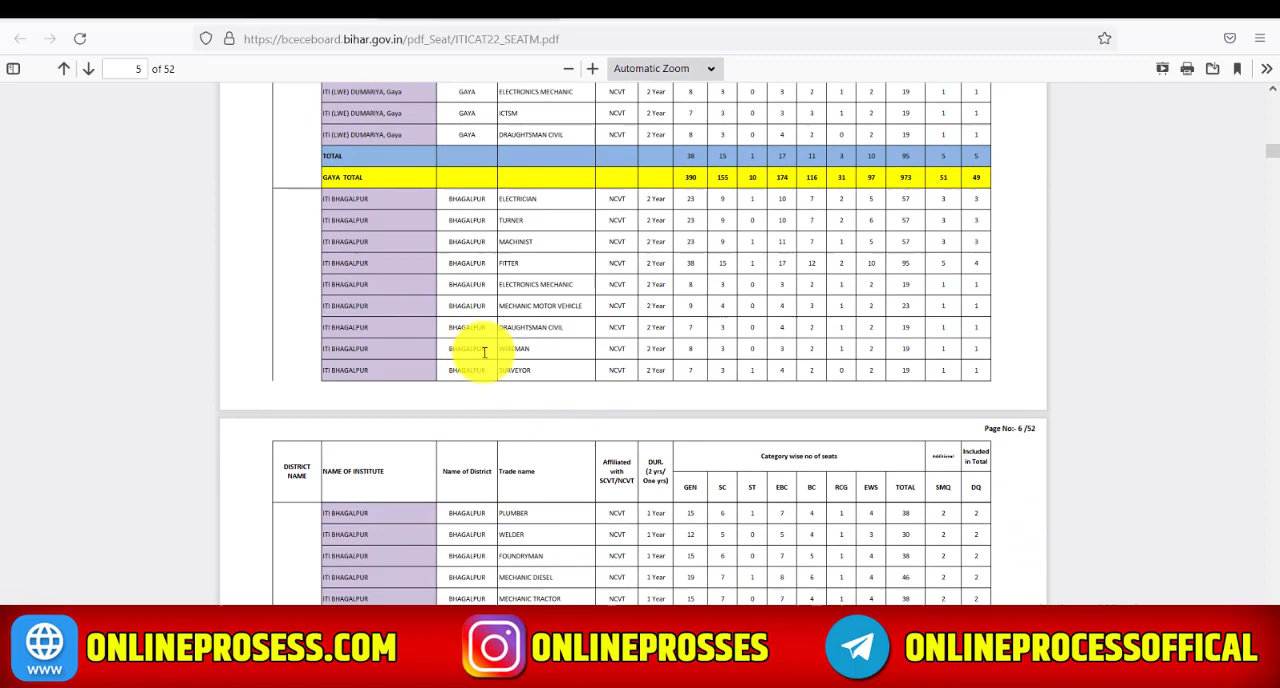 https://bceceboard.bihar.gov.in/pdf_Seat/ITICAT22_SEATM.pdf
5 of 52 Automatic Zoom
ITI (LWE) DUMARIYA, Gaya GAYA ELECTRONICS MECHANIC NCVT 2 Year 8 3 0 3 2 1 2 19 1 1
ITI (LWE) DUMARIYA, Gaya GAYA ICTSM NCVT 2 Year 7 3 0 3 3 1 2 19 1 1
ITI (LWE) DUMARIYA, Gaya GAYA DRAUGHTSMAN CIVIL NCVT 2 Year 8 3 0 4 2 0 2 19 1 1
TOTAL 38 15 1 17 11 3 10 95 5 5
GAYA TOTAL 390 155 10 174 116 31 97 973 51 49
ITI BHAGALPUR BHAGALPUR ELECTRICIAN NCVT 2 Year 23 9 1 10 7 2 5 57 3 3
ITI BHAGALPUR BHAGALPUR TURNER NCVT 2 Year 23 9 0 10 7 2 6 57 3 3
ITI BHAGALPUR BHAGALPUR MACHINIST NCVT 2 Year 23 9 1 11 7 1 5 57 3 3
ITI BHAGALPUR BHAGALPUR FITTER NCVT 2 Year 38 15 1 17 12 2 10 95 5 4
ITI BHAGALPUR BHAGALPUR ELECTRONICS MECHANIC NCVT 2 Year 8 3 0 3 2 1 2 19 1 1
ITI BHAGALPUR BHAGALPUR MECHANIC MOTOR VEHICLE NCVT 2 Year 9 4 0 4 3 1 2 23 1 1
ITI BHAGALPUR BHAGALPUR DRAUGHTSMAN CIVIL NCVT 2 Year 7 3 0 4 2 1 2 19 1 1
ITI BHAGALPUR BHAGALPUR WIREMAN NCVT 2 Year 8 3 0 3 2 1 2 19 1 1
ITI BHAGALPUR BHAGALPUR SURVEYOR NCVT 2 Year 7 3 1 4 2 0 2 19 1 1
Page No:- 6 /52
DISTRICT NAME NAME OF INSTITUTE Name of District Trade name Affiliated with SCVT/NCVT DUR. (2 yrs/ One yrs) Category wise no of seats Additional Included in Total
GEN SC ST EBC BC RCG EWS TOTAL SMQ DQ
ITI BHAGALPUR BHAGALPUR PLUMBER NCVT 1 Year 15 6 1 7 4 1 4 38 2 2
ITI BHAGALPUR BHAGALPUR WELDER NCVT 1 Year 12 5 0 5 4 1 3 30 2 2
ITI BHAGALPUR BHAGALPUR FOUNDRYMAN NCVT 1 Year 15 6 0 7 5 1 4 38 2 2
ITI BHAGALPUR BHAGALPUR MECHANIC DIESEL NCVT 1 Year 19 7 1 8 6 1 4 46 2 2
ITI BHAGALPUR BHAGALPUR MECHANIC TRACTOR NCVT 1 Year 15 7 0 7 4 1 4 38 2 2
WWW ONLINEPROSESS.COM ONLINEPROSSES ONLINEPROCESSOFFICAL